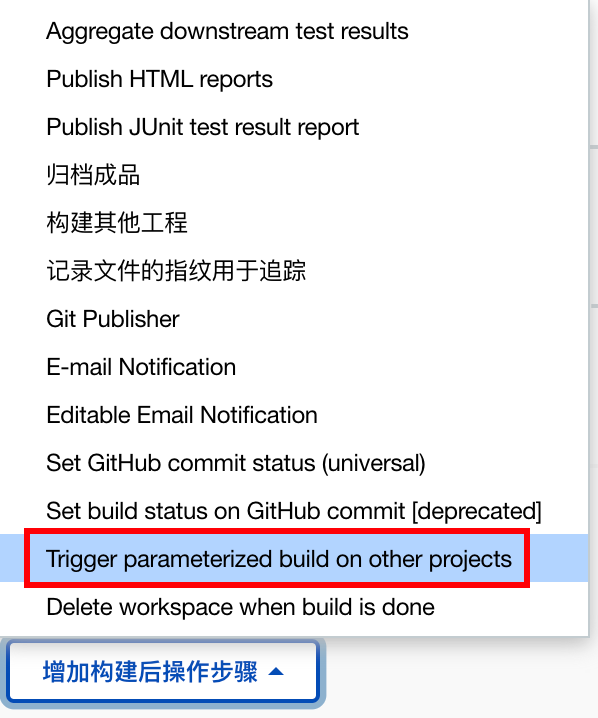 Aggregate downstream test results
Publish HTML reports
Publish JUnit test result report
归档成品
构建其他工程
记录文件的指纹用于追踪
Git Publisher
E-mail Notification
Editable Email Notification
Set GitHub commit status (universal)
Set build status on GitHub commit [deprecated]
Trigger parameterized build on other projects
Delete workspace when build is done
增加构建后操作步骤